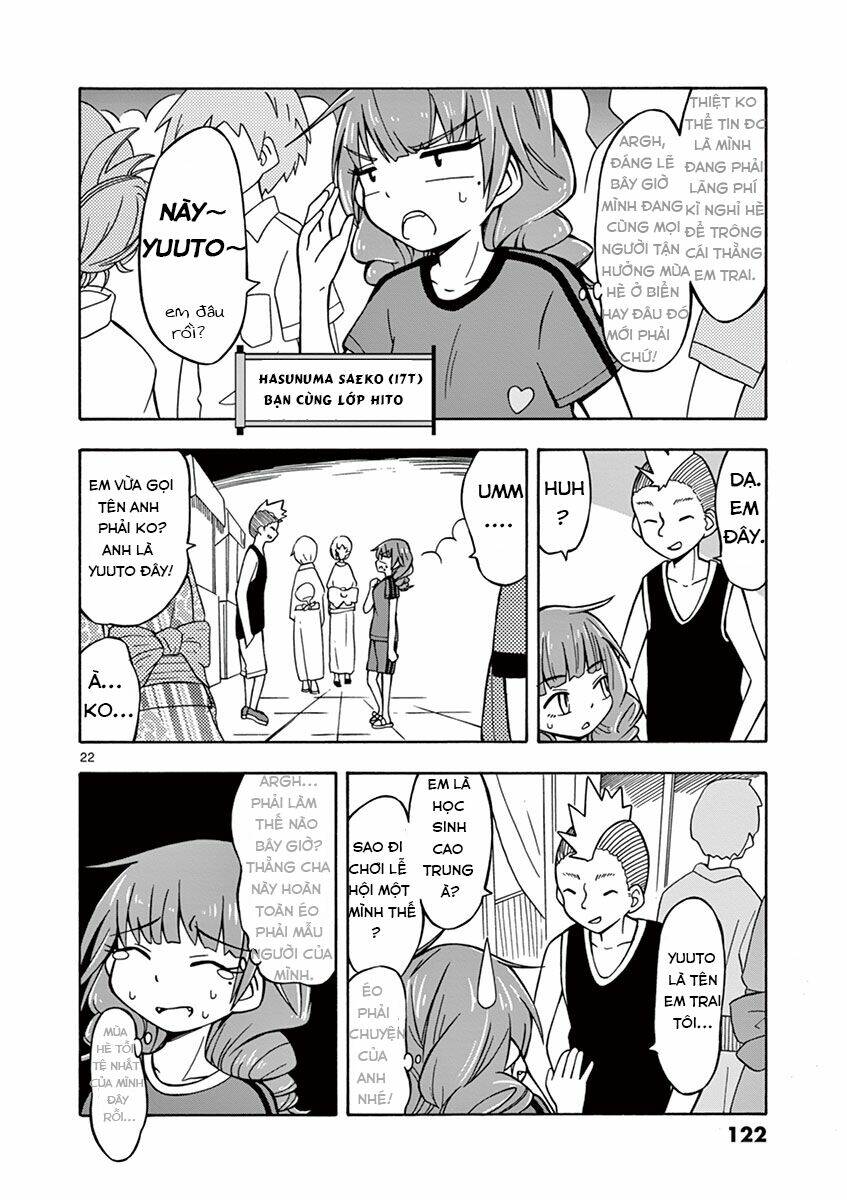 THIỆT KO
THỂ TIN ĐC
LÀ MÌNH
ĐANG PHẢI
LÃNG PHÍ
KÌ NGHỈ HÈ
ĐỂ TRÔNG
CÁI THẰNG
EM TRAI.
ARGH,
ĐÁNG LẼ
BÂY GIỜ
MÌNH ĐANG
CÙNG MỌI
NGƯỜI TẬN
HƯỞNG MÙA
HÈ Ở BIỂN
HAY ĐÂU ĐÓ
MỚI PHẢI
CHỨ!
NÀY~
YUUTO~
em đâu
rồi?
HASUNUMA SAEKO (17T)
BẠN CÙNG LỚP HITO
DẠ.
EM
ĐÂY.
HUH
?
UMM
....
EM VỪA GỌI
TÊN ANH
PHẢI KO?
ANH LÀ
YUUTO ĐÂY!
À...
KO...
22
YUUTO
LÀ TÊN
EM TRAI
TÔI...
EM LÀ
HỌC
SINH
CAO
TRUNG
À?
SAO ĐI
CHƠI LỄ
HỘI MỘT
MÌNH THẾ
?
ÉO
PHẢI
CHUYỆN
CỦA
ANH
NHÉ!
ARGH...
PHẢI LÀM
THẾ NÀO
BÂY GIỜ?
THẰNG CHA
NÀY HOÀN
TOÀN ÉO
PHẢI MẪU
NGƯỜI CỦA
MÌNH.
MÙA
HÈ TỒI
TỆ NHẤT
CỦA MÌNH
ĐÂY
RỒI...
122